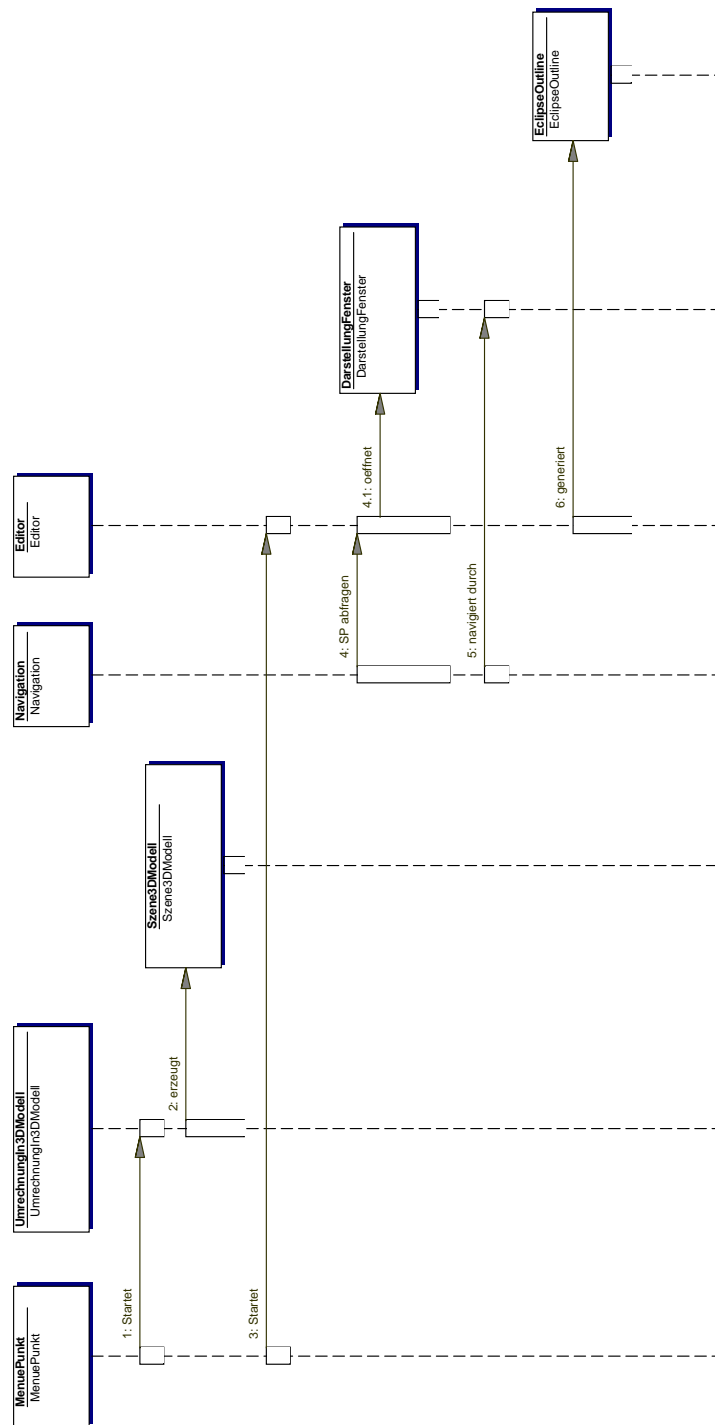 MenuePunkt
MenuePunkt
UmrechnungIn3DModell
UmrechnungIn3DModell
Szene3DModell
Szene3DModell
Navigation
Navigation
Editor
Editor
DarstellungFenster
DarstellungFenster
EclipseOutline
EclipseOutline
1: Startet
2: erzeugt
3: Startet
4: SP abfragen
4.1: oeffnet
5: navigiert durch
6: generiert